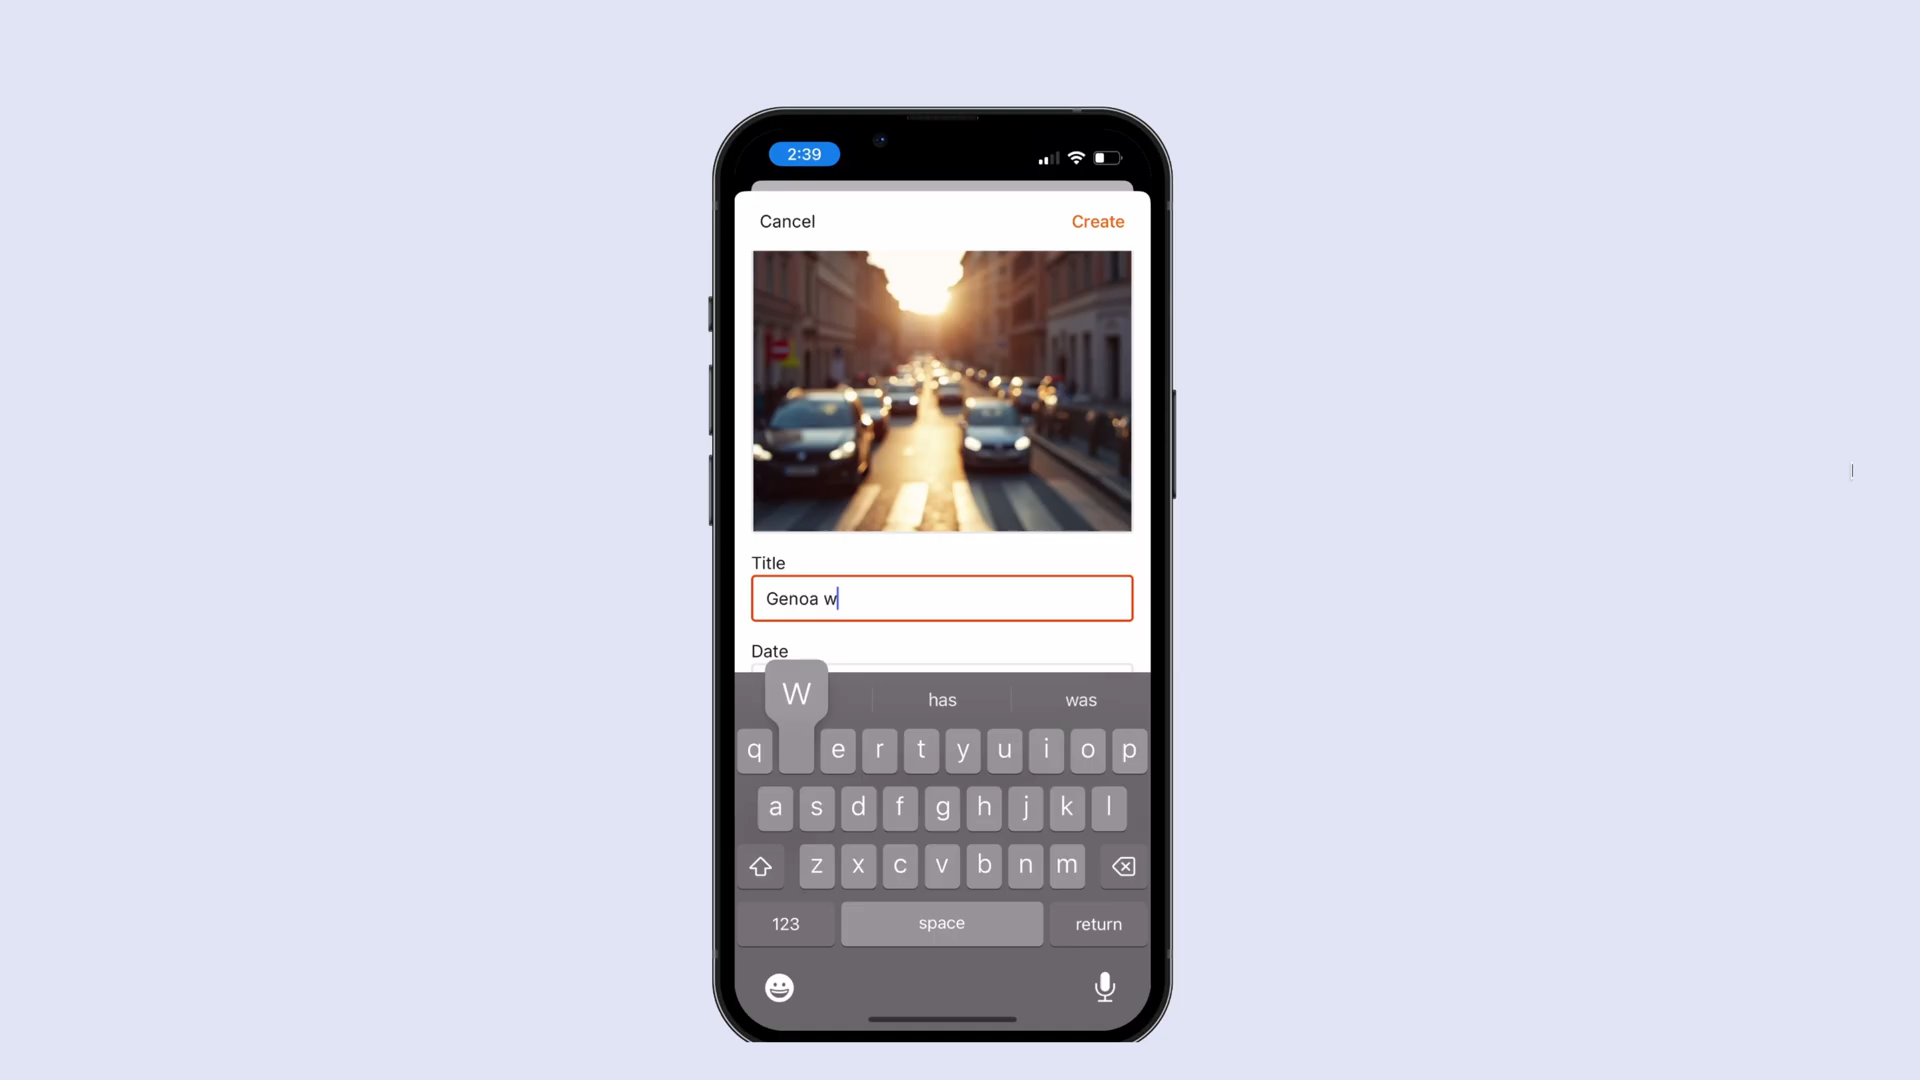 2:39
Cancel Create
Title
Genoa w
Date
W has was
q e r t y u i o p
a s d f g h j k l
z x c v b n m
123 space return